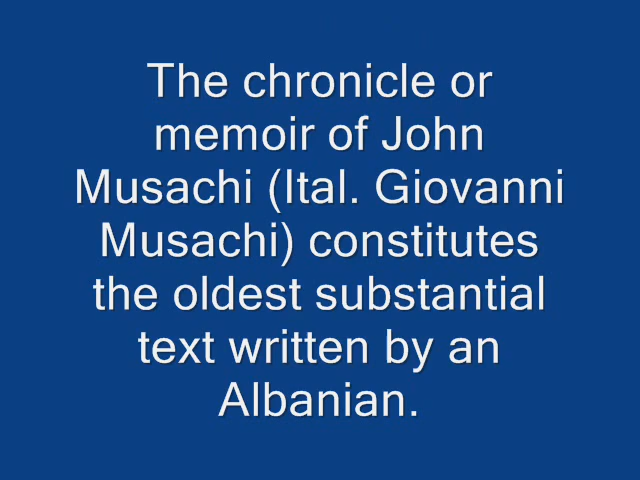 The chronicle or
memoir of John
Musachi (Ital. Giovanni
Musachi) constitutes
the oldest substantial
text written by an
Albanian.